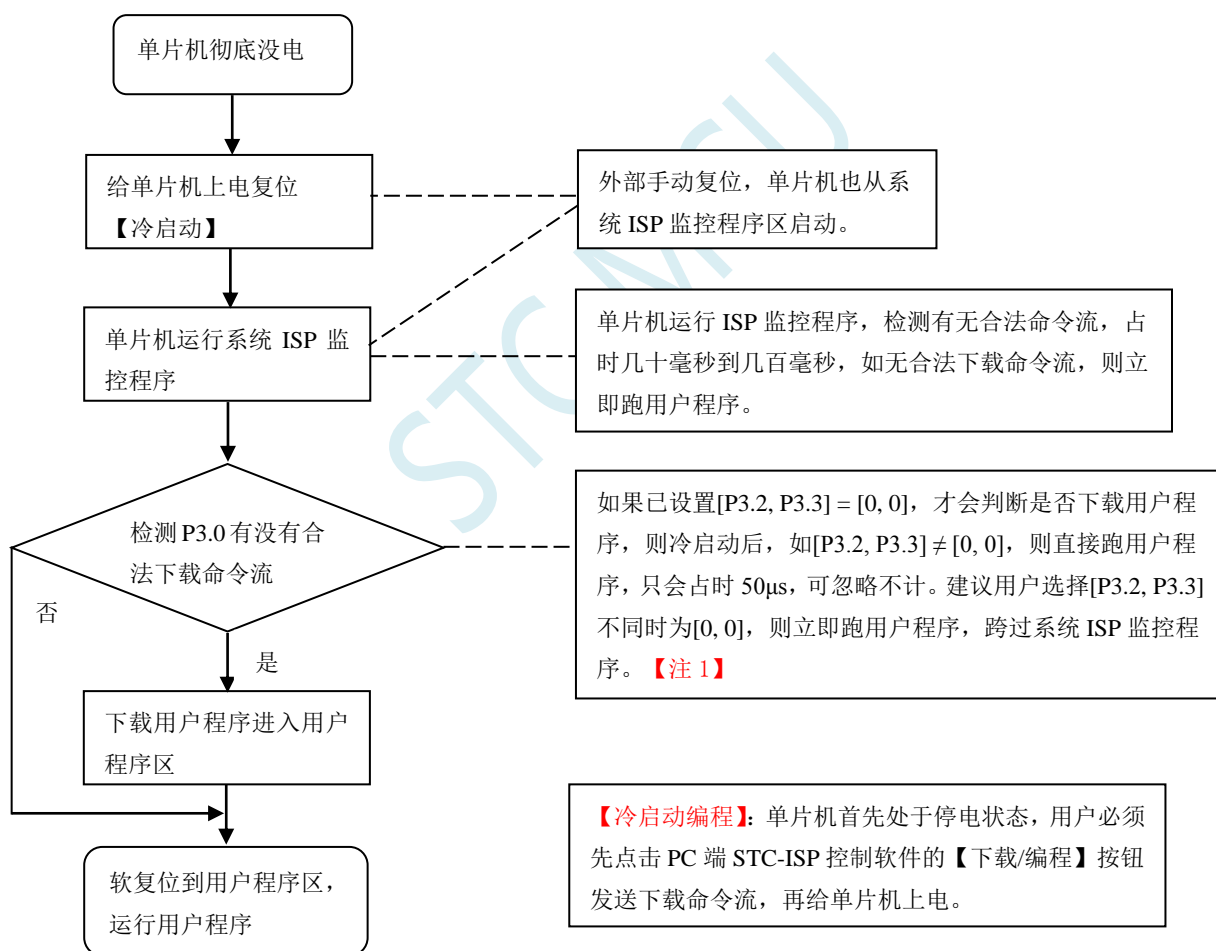 单片机彻底没电
给单片机上电复位
【冷启动】
外部手动复位，单片机也从系
统 ISP 监控程序区启动。
单片机运行系统 ISP 监
控程序
单片机运行 ISP 监控程序，检测有无合法命令流，占
时几十毫秒到几百毫秒，如无合法下载命令流，则立
即跑用户程序。
检测 P3.0 有没有合
法下载命令流
如果已设置[P3.2, P3.3] = [0, 0]，才会判断是否下载用户程
序，则冷启动后，如[P3.2, P3.3] ≠ [0, 0]，则直接跑用户程
序，只会占时 50μs，可忽略不计。建议用户选择[P3.2, P3.3]
不同时为[0, 0]，则立即跑用户程序，跨过系统 ISP 监控程
序。【注 1】
否
是
下载用户程序进入用户
程序区
【冷启动编程】：单片机首先处于停电状态，用户必须
先点击 PC 端 STC-ISP 控制软件的【下载/编程】按钮
发送下载命令流，再给单片机上电。
软复位到用户程序区，
运行用户程序
STC MCU